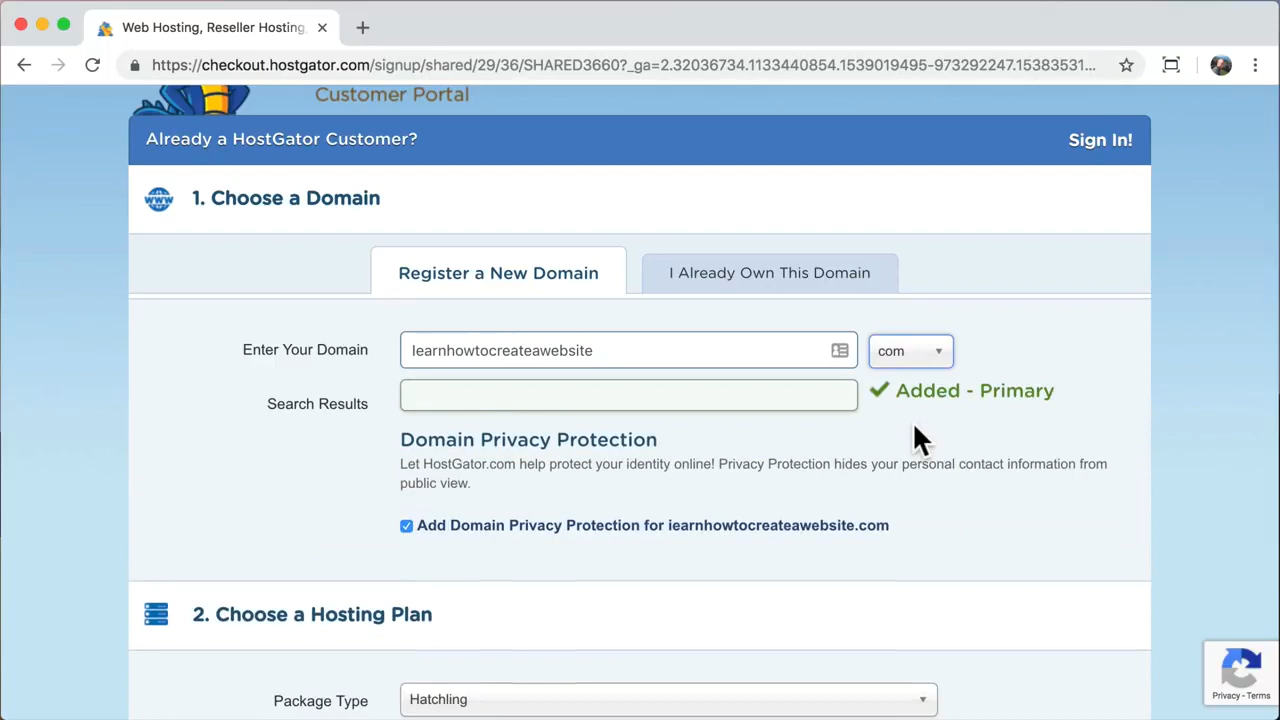 Web Hosting, Reseller Hosting,
https://checkout.hostgator.com/signup/shared/29/36/SHARED3660?_ga=2.32036734.1133440854.1539019495-973292247.15383531...
Customer Portal
Already a HostGator Customer?
Sign In!
www
1. Choose a Domain
Register a New Domain
I Already Own This Domain
Enter Your Domain
learnhowtocreateawebsite
com
Search Results
Added - Primary
Domain Privacy Protection
Let HostGator.com help protect your identity online! Privacy Protection hides your personal contact information from
public view.
Add Domain Privacy Protection for iearnhowtocreateawebsite.com
2. Choose a Hosting Plan
Package Type
Hatchling
Privacy - Terms